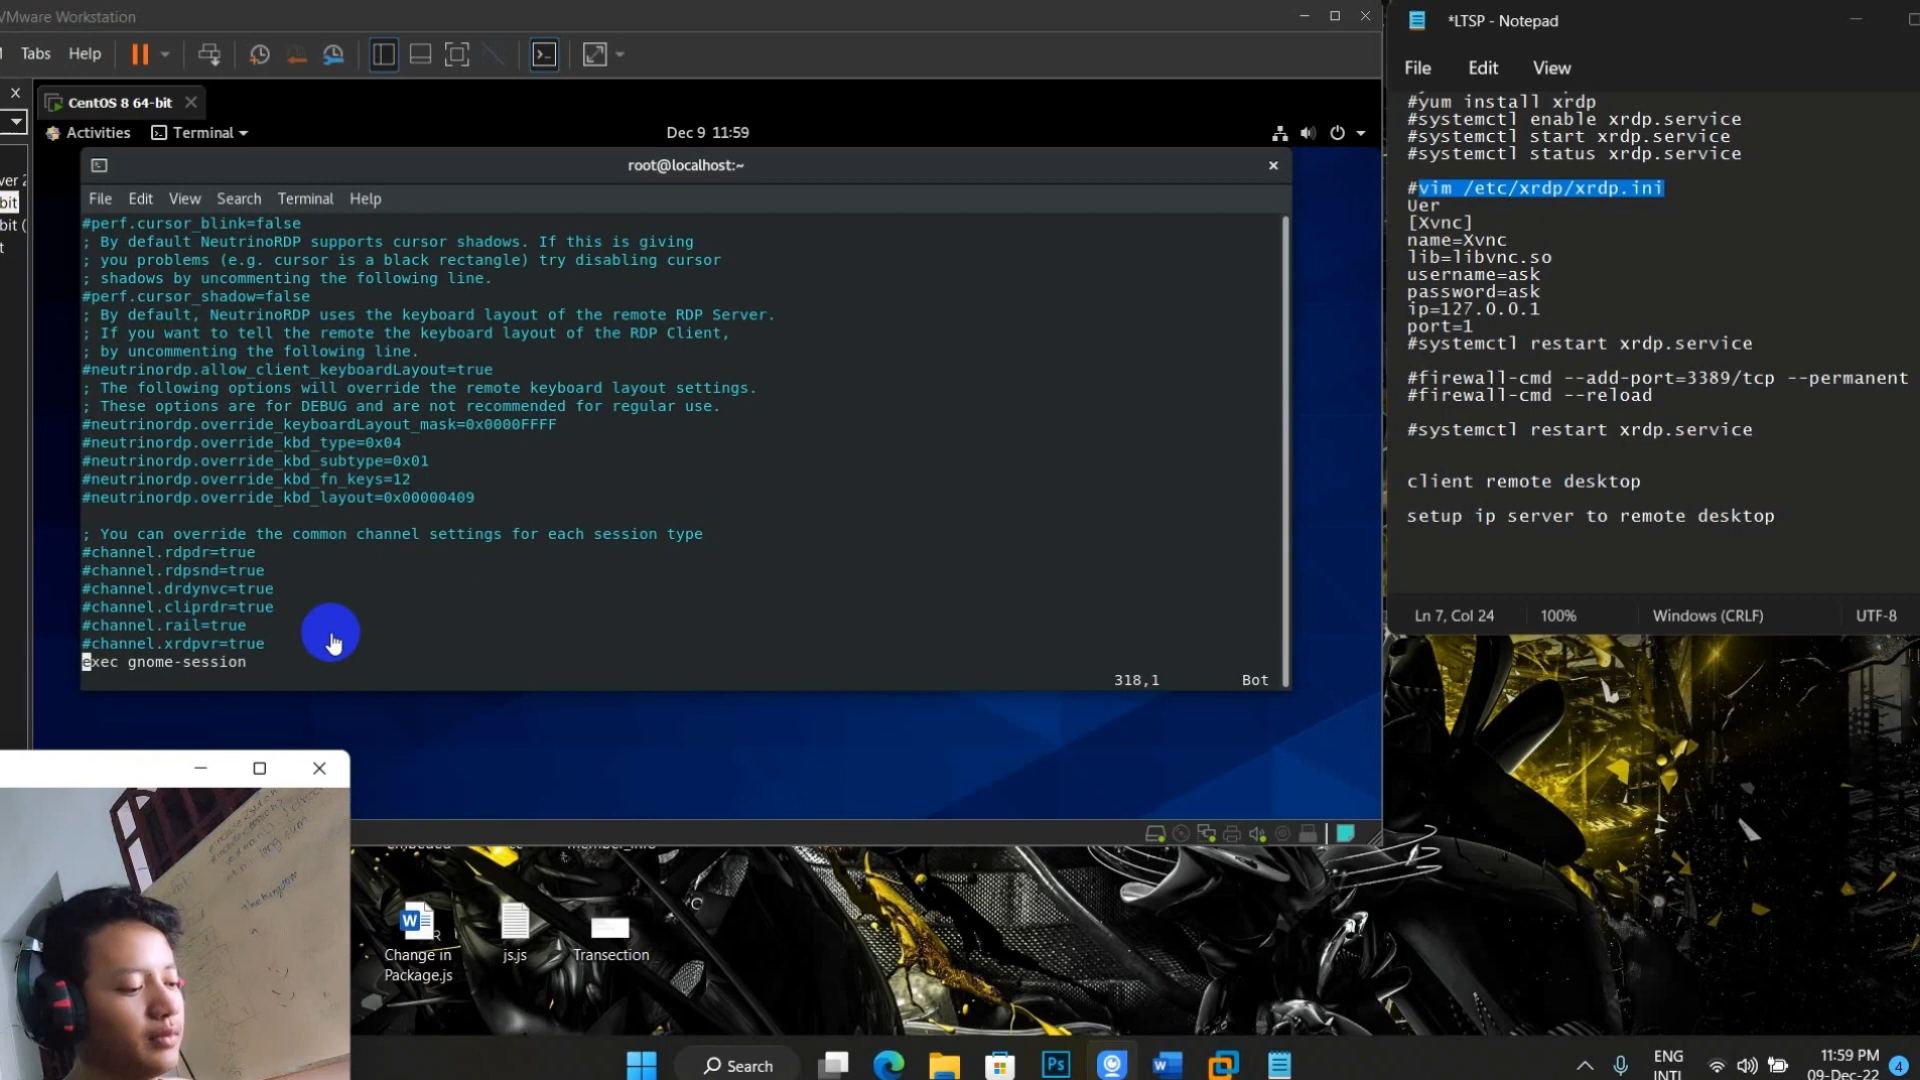 VMware Workstation
Tabs Help
CentOS 8 64-bit
Activities Terminal
Dec 9 11:59
root@localhost:~
File Edit View Search Terminal Help
#perf.cursor_blink=false
; By default NeutrinoRDP supports cursor shadows. If this is giving
; you problems (e.g. cursor is a black rectangle) try disabling cursor
; shadows by uncommenting the following line.
#perf.cursor_shadow=false
; By default, NeutrinoRDP uses the keyboard layout of the remote RDP Server.
; If you want to tell the remote the keyboard layout of the RDP Client,
; by uncommenting the following line.
#neutrinordp.allow_client_keyboardLayout=true
; The following options will override the remote keyboard layout settings.
; These options are for DEBUG and are not recommended for regular use.
#neutrinordp.override_keyboardLayout_mask=0x0000FFFF
#neutrinordp.override_kbd_type=0x04
#neutrinordp.override_kbd_subtype=0x01
#neutrinordp.override_kbd_fn_keys=12
#neutrinordp.override_kbd_layout=0x00000409
; You can override the common channel settings for each session type
#channel.rdpdr=true
#channel.rdpsnd=true
#channel.drdynvc=true
#channel.cliprdr=true
#channel.rail=true
#channel.xrdpvr=true
exec gnome-session
318,1 Bot
ver 2
bit
bit (
t
*LTSP - Notepad
File Edit View
#yum install xrdp
#systemctl enable xrdp.service
#systemctl start xrdp.service
#systemctl status xrdp.service
#vim /etc/xrdp/xrdp.ini
Uer
[Xvnc]
name=Xvnc
lib=libvnc.so
username=ask
password=ask
ip=127.0.0.1
port=1
#systemctl restart xrdp.service
#firewall-cmd --add-port=3389/tcp --permanent
#firewall-cmd --reload
#systemctl restart xrdp.service
client remote desktop
setup ip server to remote desktop
Ln 7, Col 24
100%
Windows (CRLF)
UTF-8
Change in
Package.js
js.js
Transection
Search
ENG
INTL
11:59 PM
09-Dec-22
4